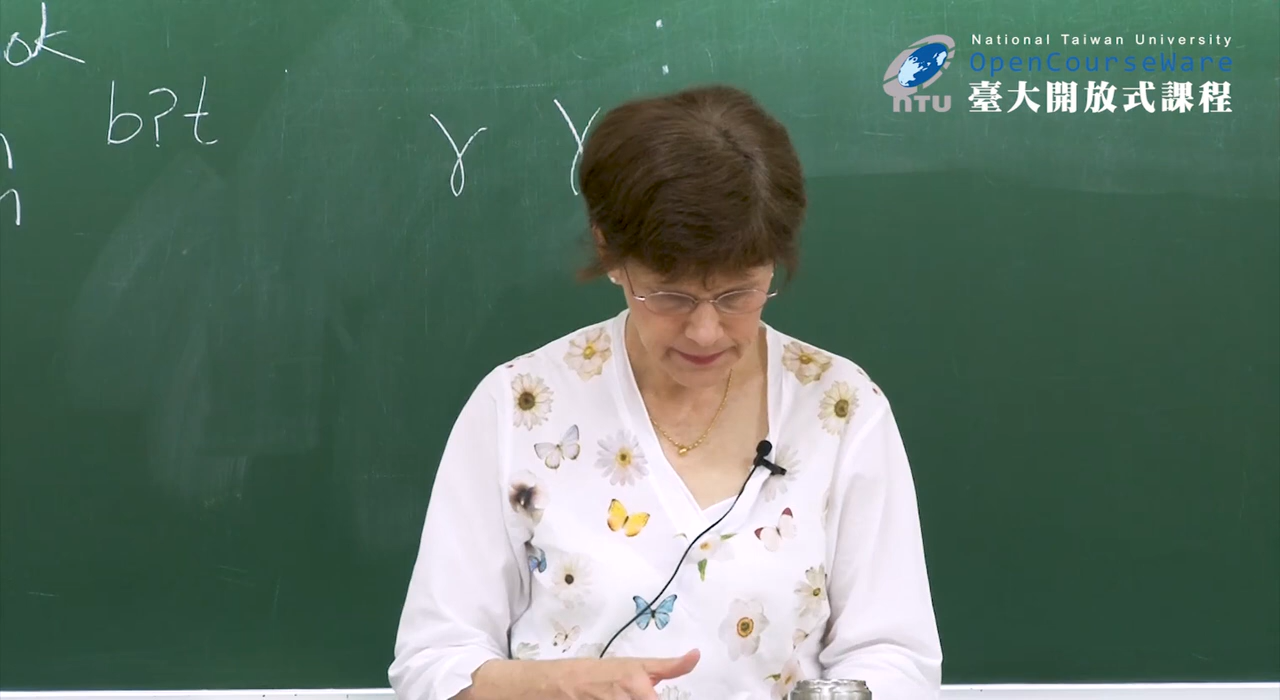 ok
b?t
n
n
ɣ ɣ
National Taiwan University
OpenCourseWare
NTU
臺大開放式課程